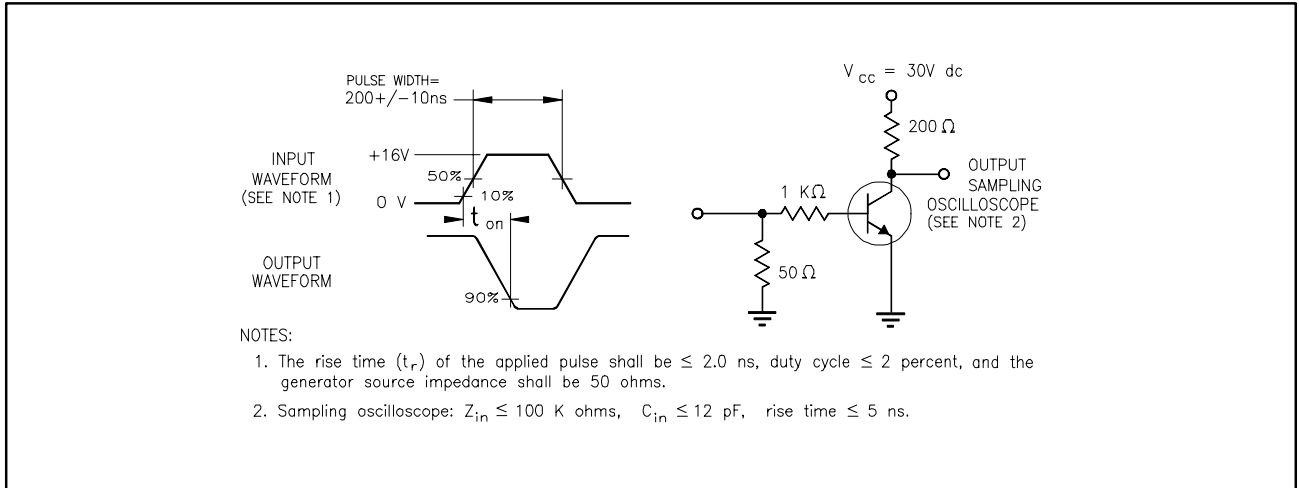 PULSE WIDTH=
200+/-10ns
INPUT
WAVEFORM
(SEE NOTE 1)
+16V
50%
10%
0 V
t on
OUTPUT
WAVEFORM
90%
V cc = 30V dc
200 Ω
OUTPUT
SAMPLING
OSCILLOSCOPE
(SEE NOTE 2)
1 KΩ
50 Ω
NOTES:
1. The rise time (tr) of the applied pulse shall be ≤ 2.0 ns, duty cycle ≤ 2 percent, and the
generator source impedance shall be 50 ohms.
2. Sampling oscilloscope: Zin ≤ 100 K ohms, Cin ≤ 12 pF, rise time ≤ 5 ns.